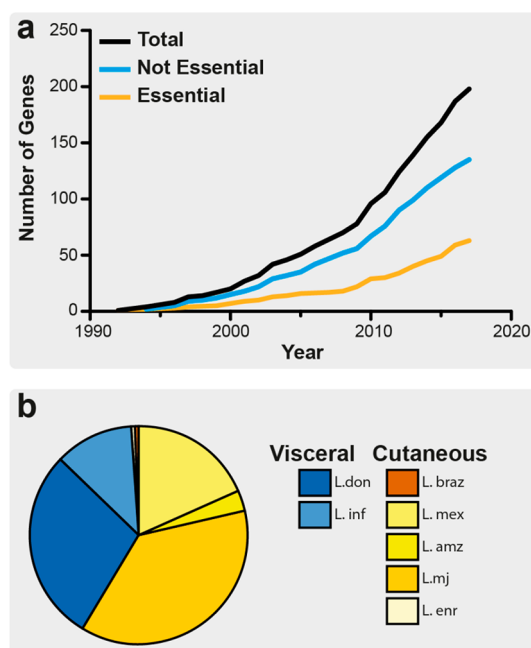 a
250
200
150
100
50
0
Number of Genes
Total
Not Essential
Essential
1990 2000 2010 2020
Year
b
Visceral Cutaneous
L.don L. braz
L. inf L. mex
L. amz
L.mj
L. enr